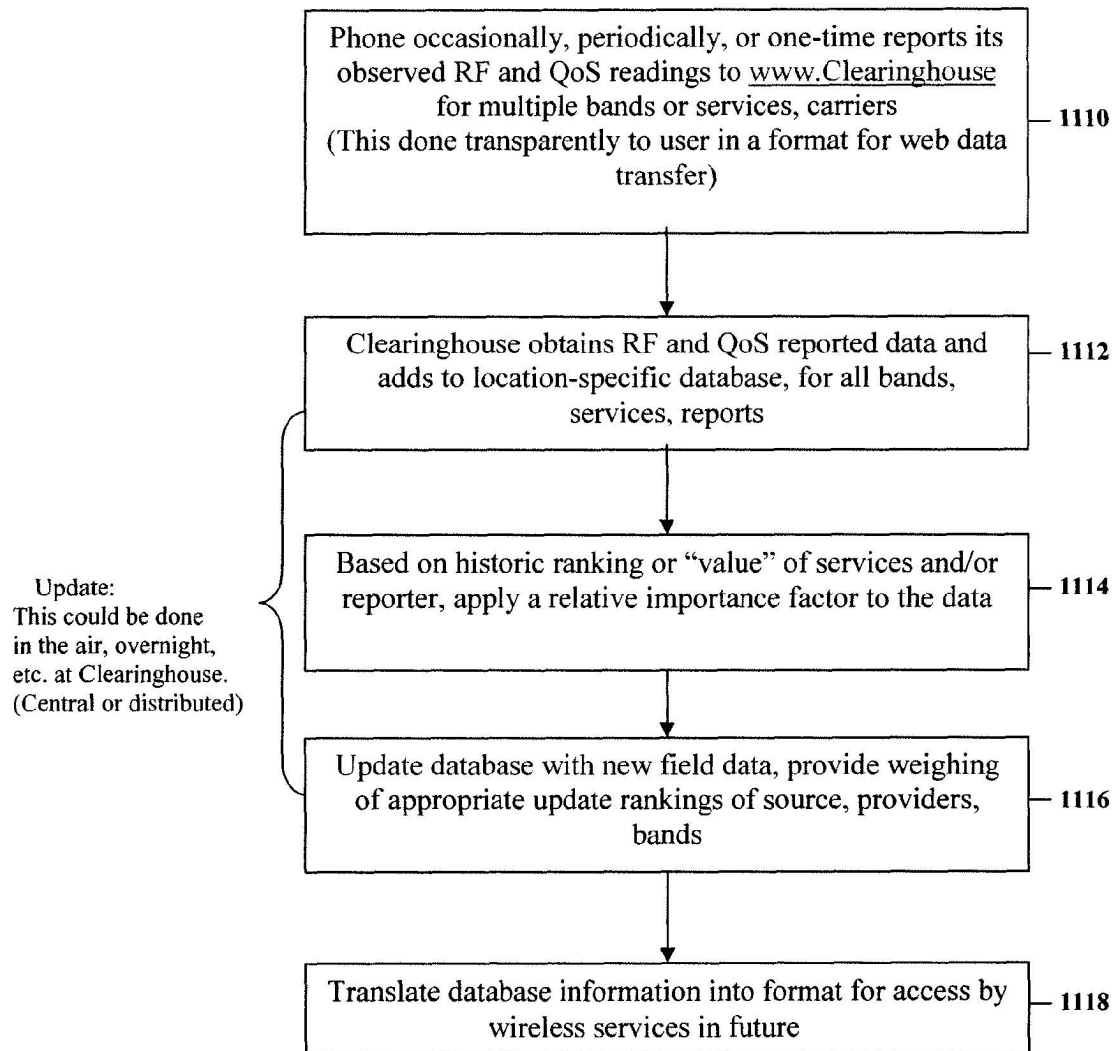 Phone occasionally, periodically, or one-time reports its
observed RF and QoS readings to www.Clearinghouse
for multiple bands or services, carriers
(This done transparently to user in a format for web data
transfer)
1110
Clearinghouse obtains RF and QoS reported data and
adds to location-specific database, for all bands,
services, reports
1112
Based on historic ranking or “value” of services and/or
reporter, apply a relative importance factor to the data
1114
Update:
This could be done
in the air, overnight,
etc. at Clearinghouse.
(Central or distributed)
Update database with new field data, provide weighing
of appropriate update rankings of source, providers,
bands
1116
Translate database information into format for access by
wireless services in future
1118